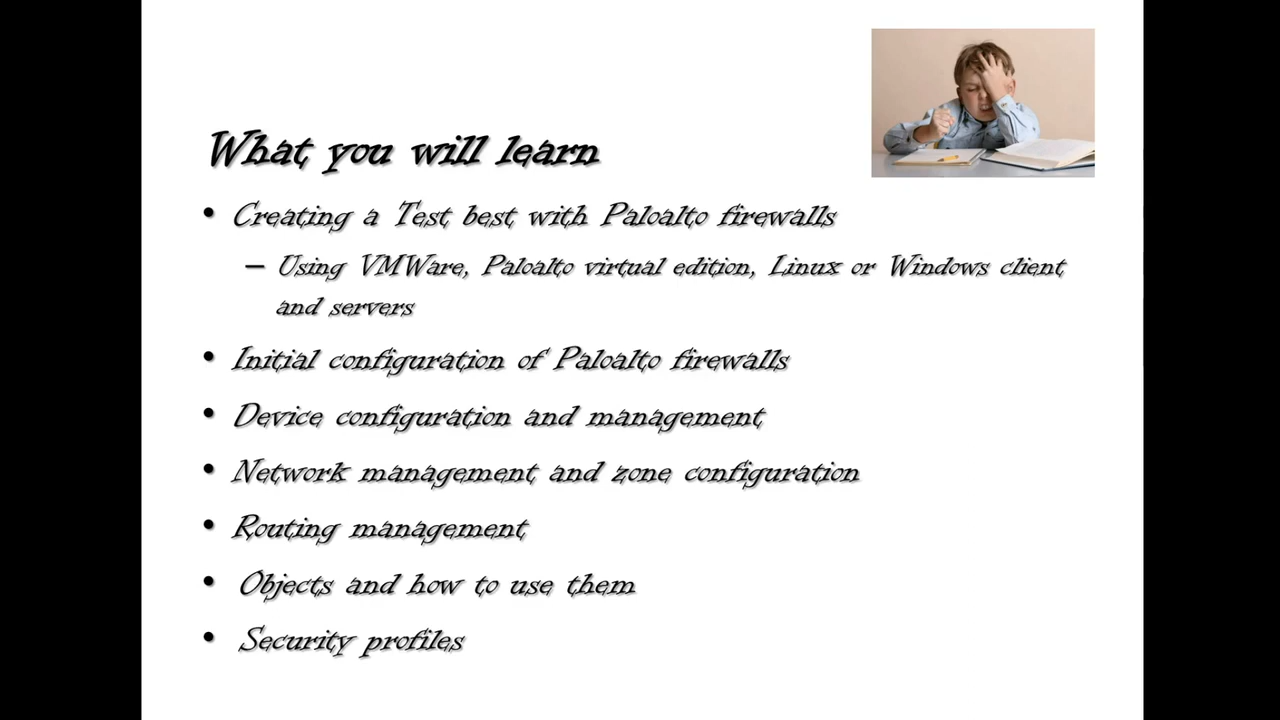 What you will learn
• Creating a Test best with Paloalto firewalls
– Using VMWare, Paloalto virtual edition, Linux or Windows client
and servers
• Initial configuration of Paloalto firewalls
• Device configuration and management
• Network management and zone configuration
• Routing management
• Objects and how to use them
• Security profiles